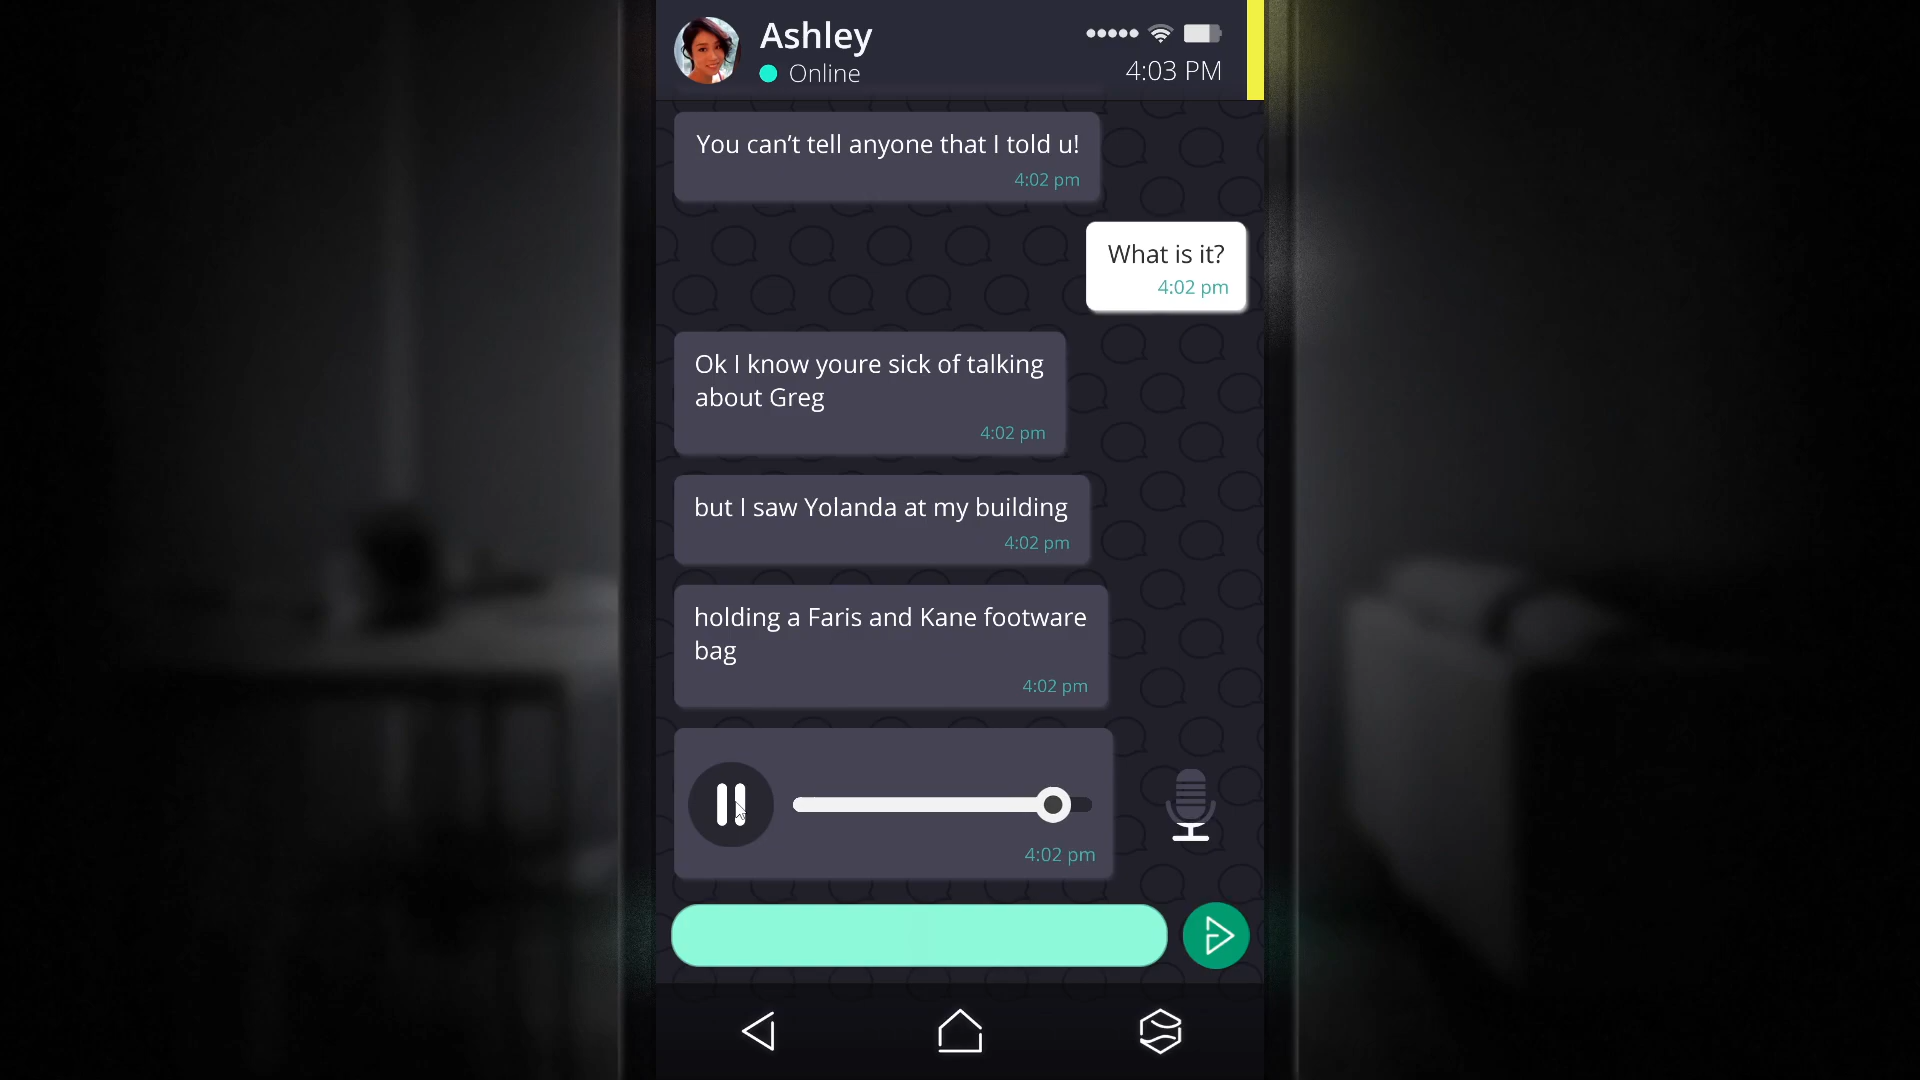 Ashley
Online
4:03 PM
You can't tell anyone that I told u!
4:02 pm
What is it?
4:02 pm
Ok I know youre sick of talking
about Greg
4:02 pm
but I saw Yolanda at my building
4:02 pm
holding a Faris and Kane footware
bag
4:02 pm
4:02 pm